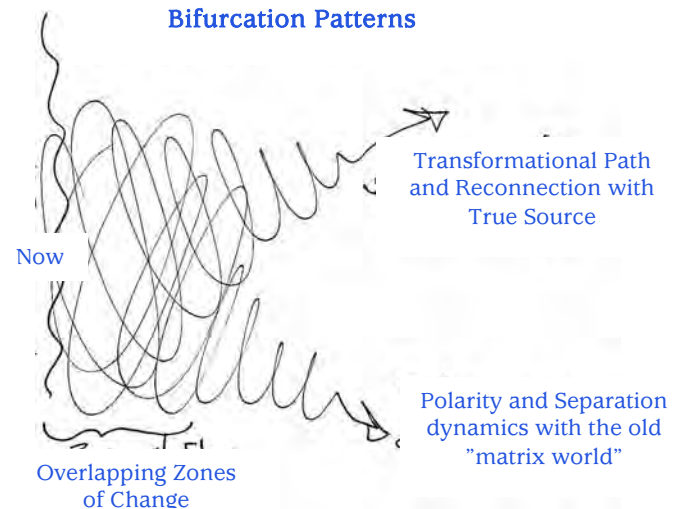 Bifurcation Patterns
Transformational Path
and Reconnection with
True Source
Now
Polarity and Separation
dynamics with the old
”matrix world”
Overlapping Zones
of Change